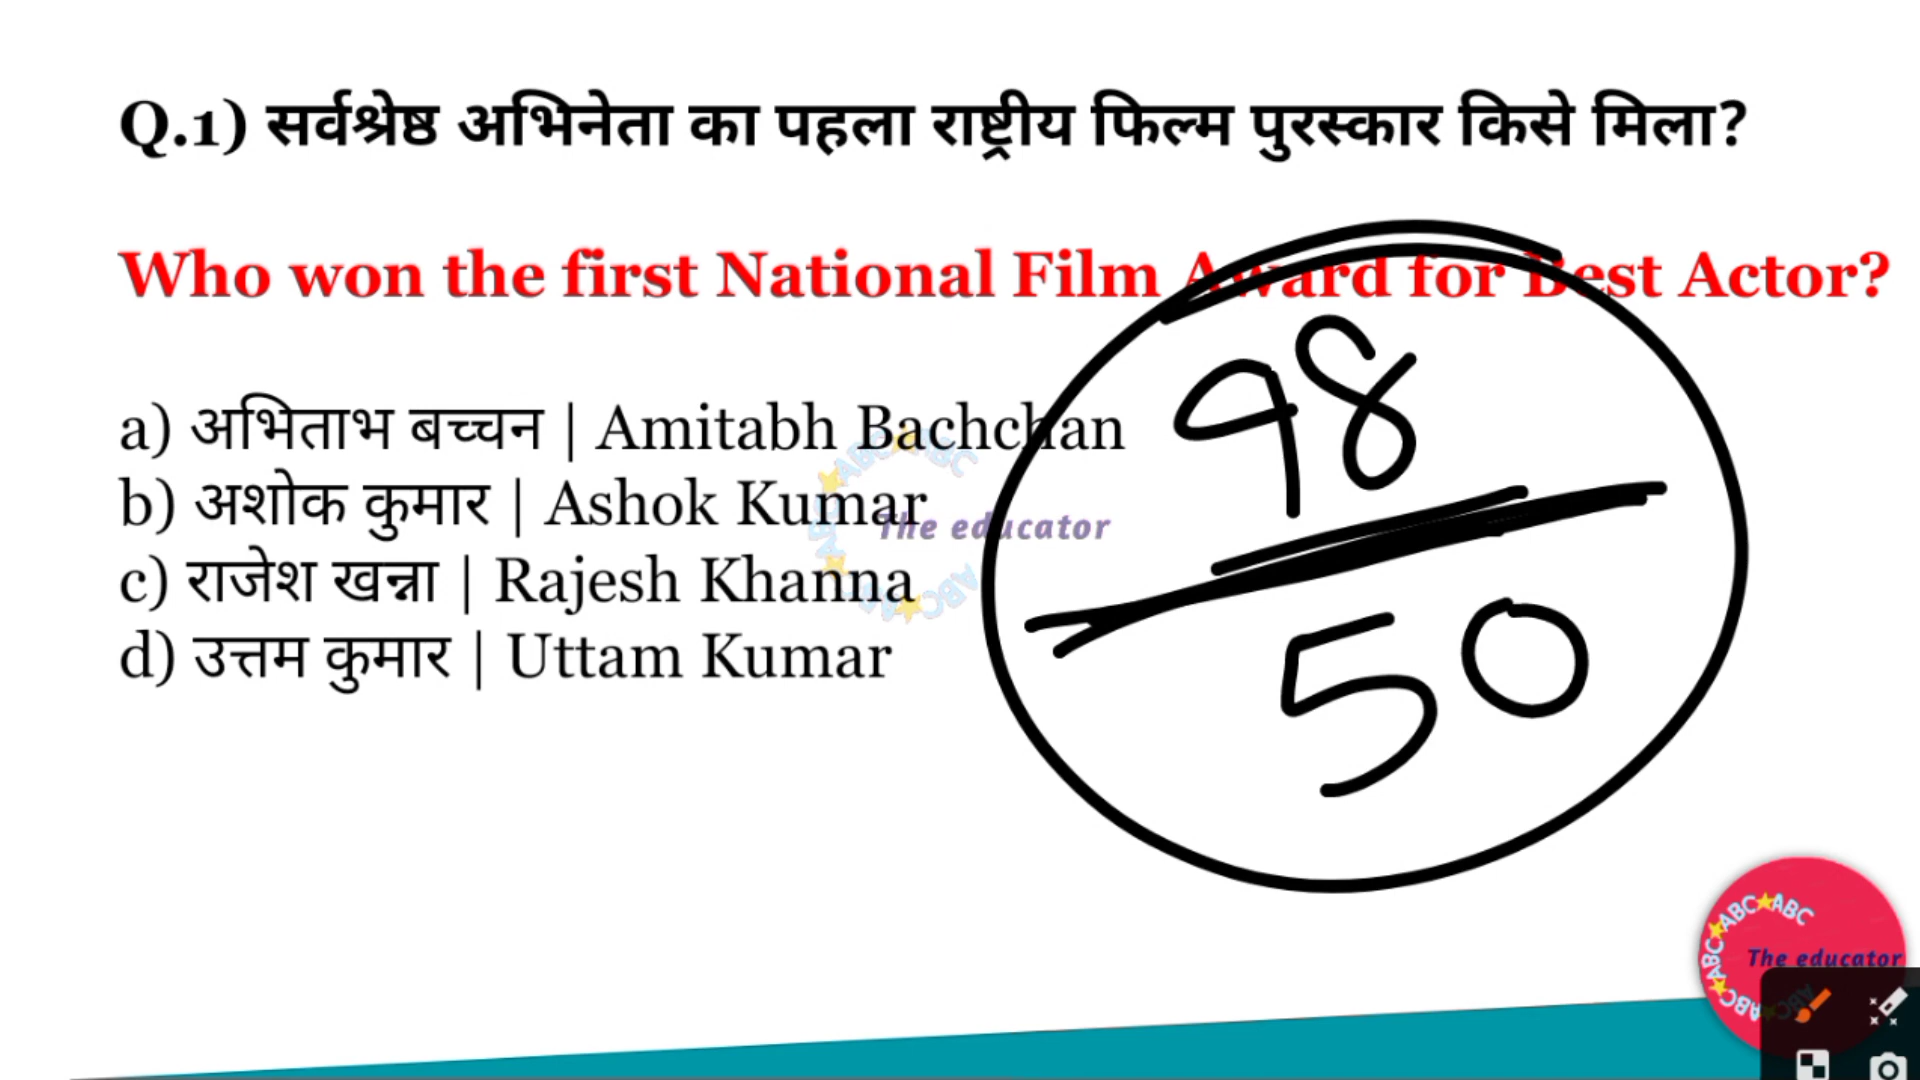 Q.1) सर्वश्रेष्ठ अभिनेता का पहला राष्ट्रीय फिल्म पुरस्कार किसे मिला?
Who won the first National Film Award for Best Actor?
a) अभिताभ बच्चन | Amitabh Bachchan
b) अशोक कुमार | Ashok Kumar
c) राजेश खन्ना | Rajesh Khanna
d) उत्तम कुमार | Uttam Kumar
98
50
The educator
ABC ABC ABC ABC
The educator